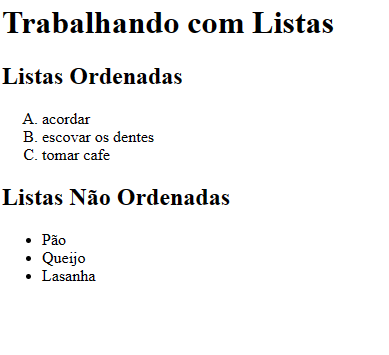 Trabalhando com Listas
Listas Ordenadas
A. acordar
B. escovar os dentes
C. tomar cafe
Listas Não Ordenadas
• Pão
• Queijo
• Lasanha